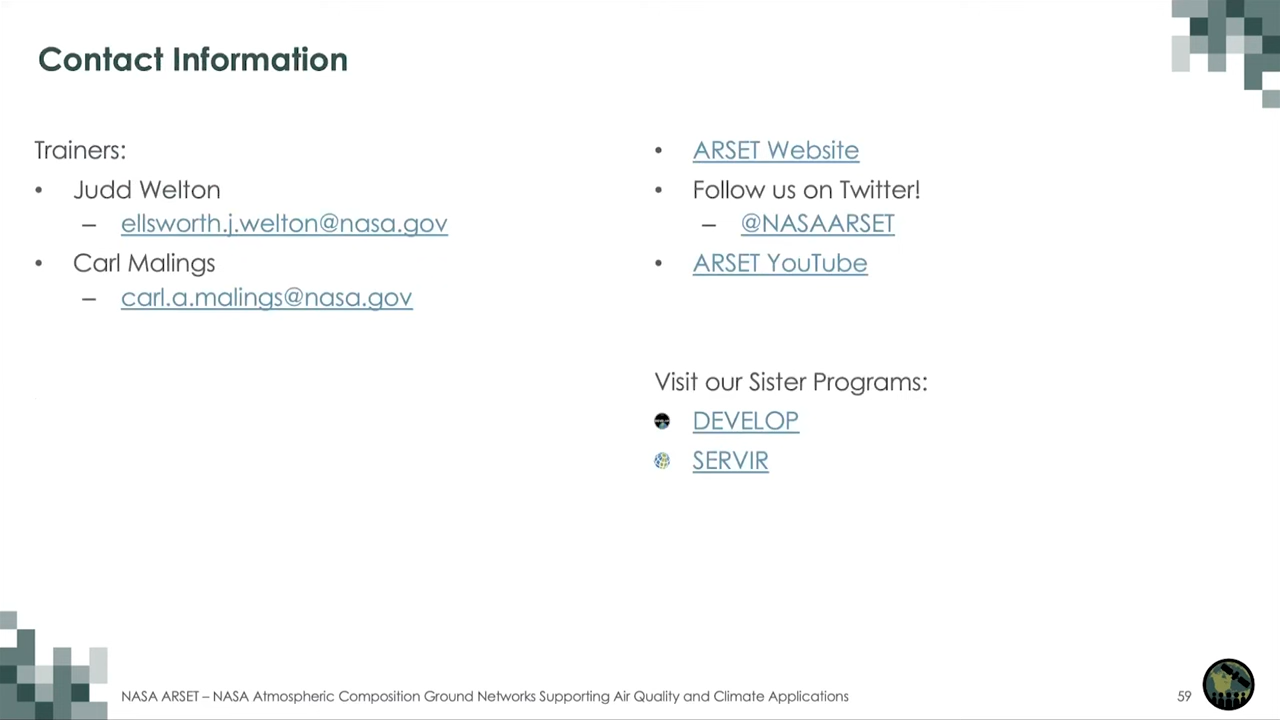 Contact Information
Trainers:
• Judd Welton
– ellsworth.j.welton@nasa.gov
• Carl Malings
– carl.a.malings@nasa.gov
• ARSET Website
• Follow us on Twitter!
– @NASAARSET
• ARSET YouTube
Visit our Sister Programs:
DEVELOP
SERVIR
NASA ARSET – NASA Atmospheric Composition Ground Networks Supporting Air Quality and Climate Applications
59